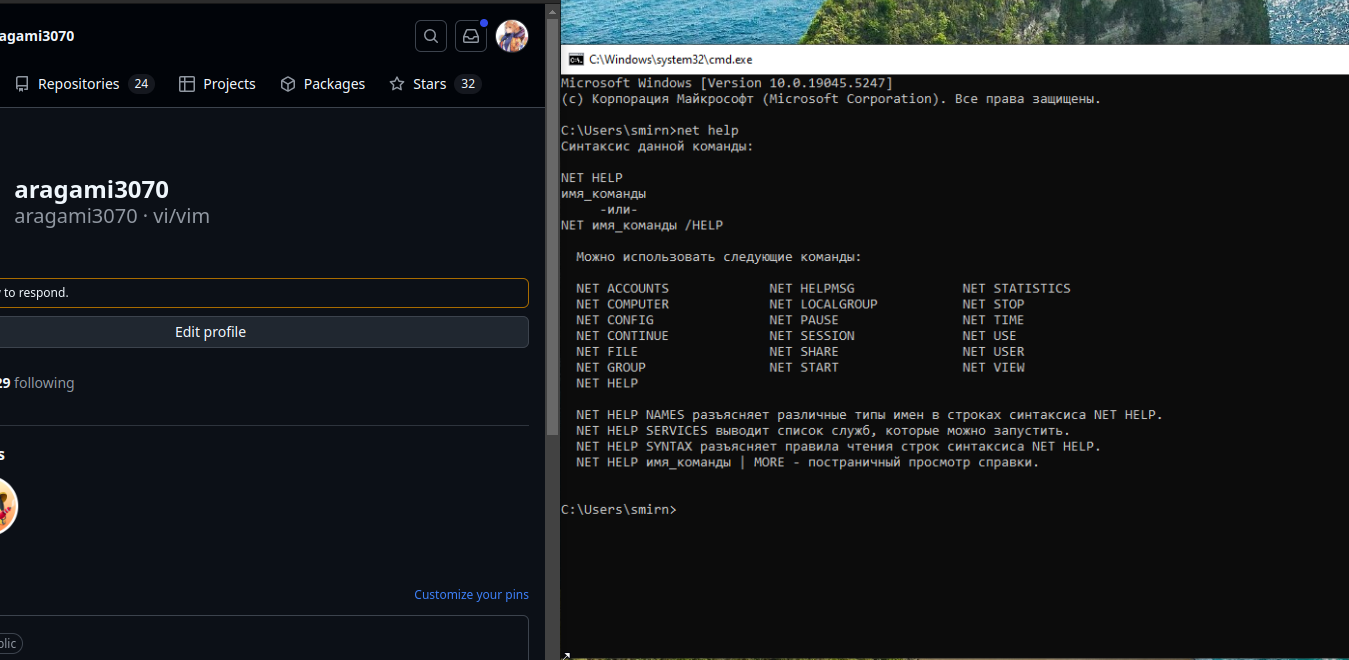 agami3070
Repositories 24 Projects Packages Stars 32
aragami3070
aragami3070 · vi/vim
to respond.
Edit profile
29 following
s
Customize your pins
blic
C:\Windows\system32\cmd.exe
Microsoft Windows [Version 10.0.19045.5247]
(c) Корпорация Майкрософт (Microsoft Corporation). Все права защищены.
C:\Users\smirn>net help
Синтаксис данной команды:
NET HELP
имя_команды
-или-
NET имя_команды /HELP
Можно использовать следующие команды:
NET ACCOUNTS NET HELPMSG NET STATISTICS
NET COMPUTER NET LOCALGROUP NET STOP
NET CONFIG NET PAUSE NET TIME
NET CONTINUE NET SESSION NET USE
NET FILE NET SHARE NET USER
NET GROUP NET START NET VIEW
NET HELP
NET HELP NAMES разъясняет различные типы имен в строках синтаксиса NET HELP.
NET HELP SERVICES выводит список служб, которые можно запустить.
NET HELP SYNTAX разъясняет правила чтения строк синтаксиса NET HELP.
NET HELP имя_команды | MORE - постраничный просмотр справки.
C:\Users\smirn>